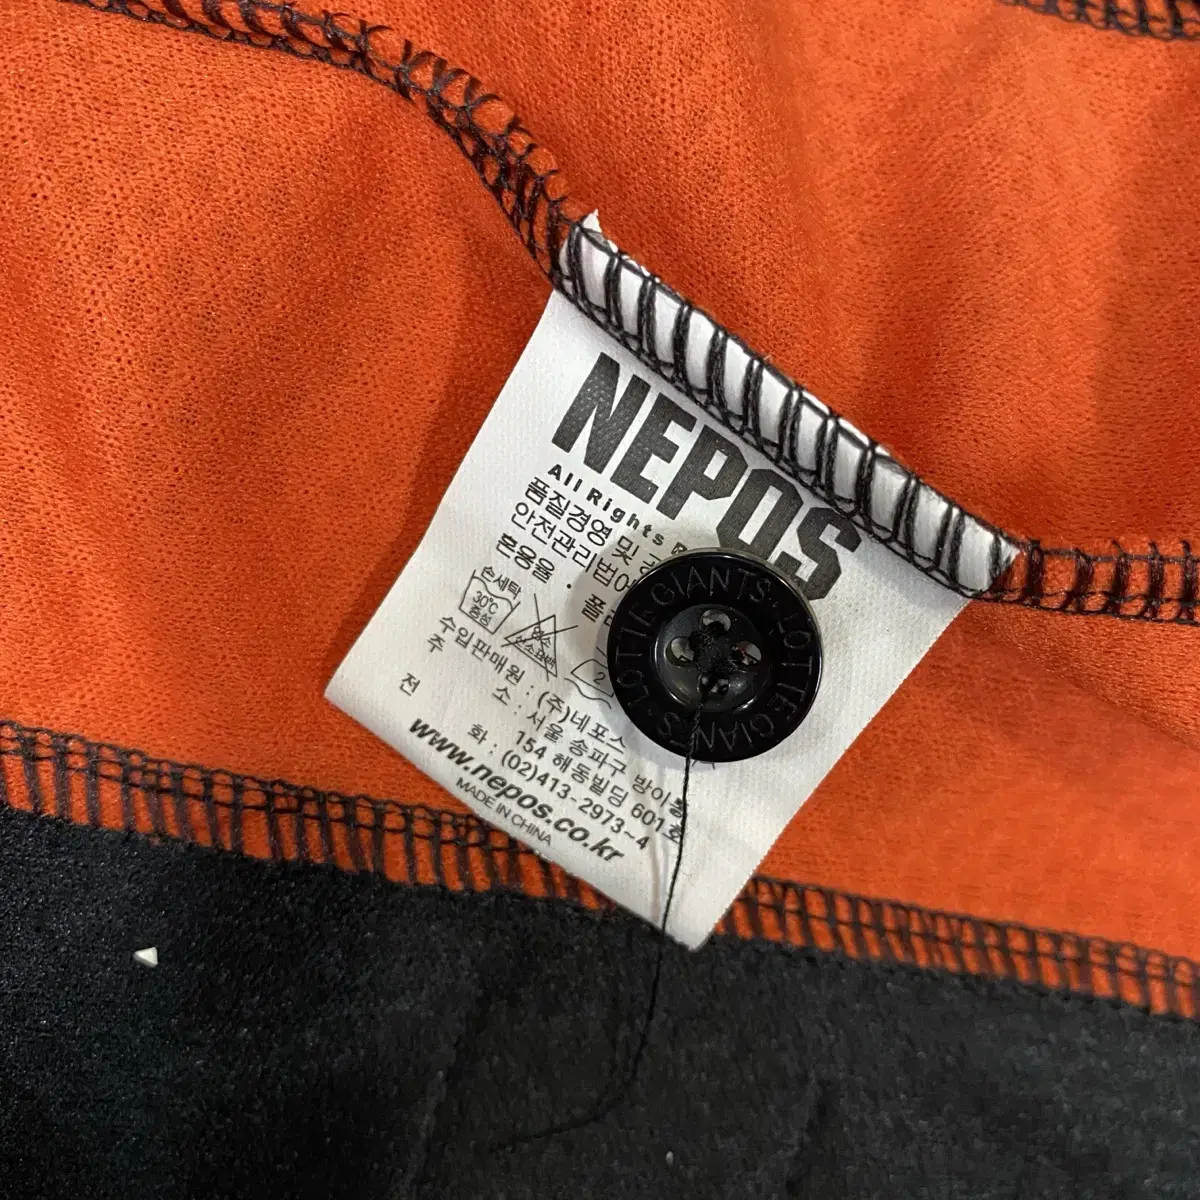 NEPOS
All Rights
품질경영 및
안전관리법
혼용율 .
손세탁
30°C
중성
2
수입판매원 : (주)네포스
주 소 : 서울 송파구 방이동
154 해동빌딩 601호
전 화 : (02)413-2973~4
www.nepos.co.kr
MADE IN CHINA
LOTTE GIANTS · LOTTE GIANTS ·